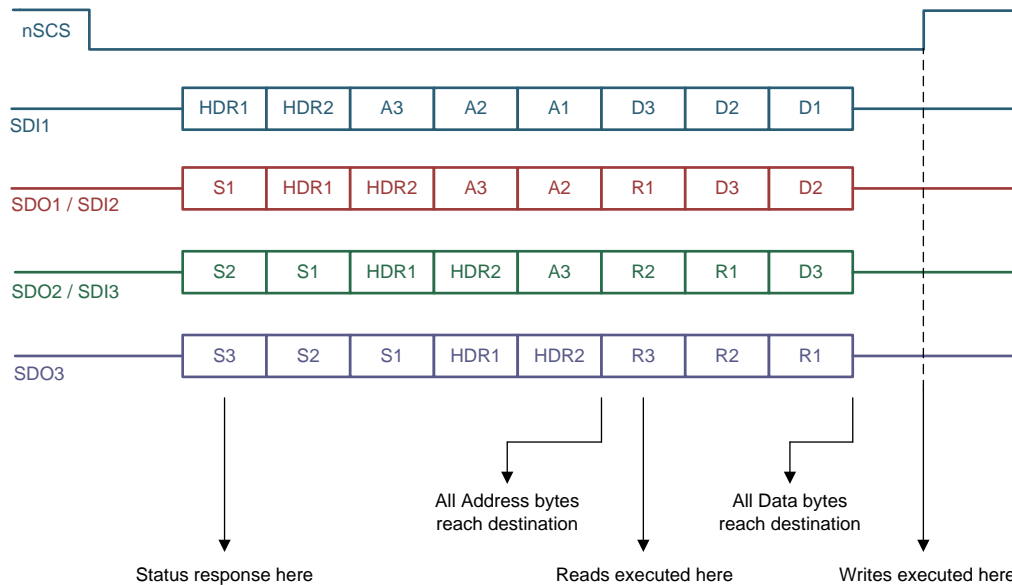 nSCS
HDR1 HDR2 A3 A2 A1 D3 D2 D1
SDI1
S1 HDR1 HDR2 A3 A2 R1 D3 D2
SDO1 / SDI2
S2 S1 HDR1 HDR2 A3 R2 R1 D3
SDO2 / SDI3
S3 S2 S1 HDR1 HDR2 R3 R2 R1
SDO3
All Address bytes
reach destination
All Data bytes
reach destination
Status response here
Reads executed here
Writes executed here